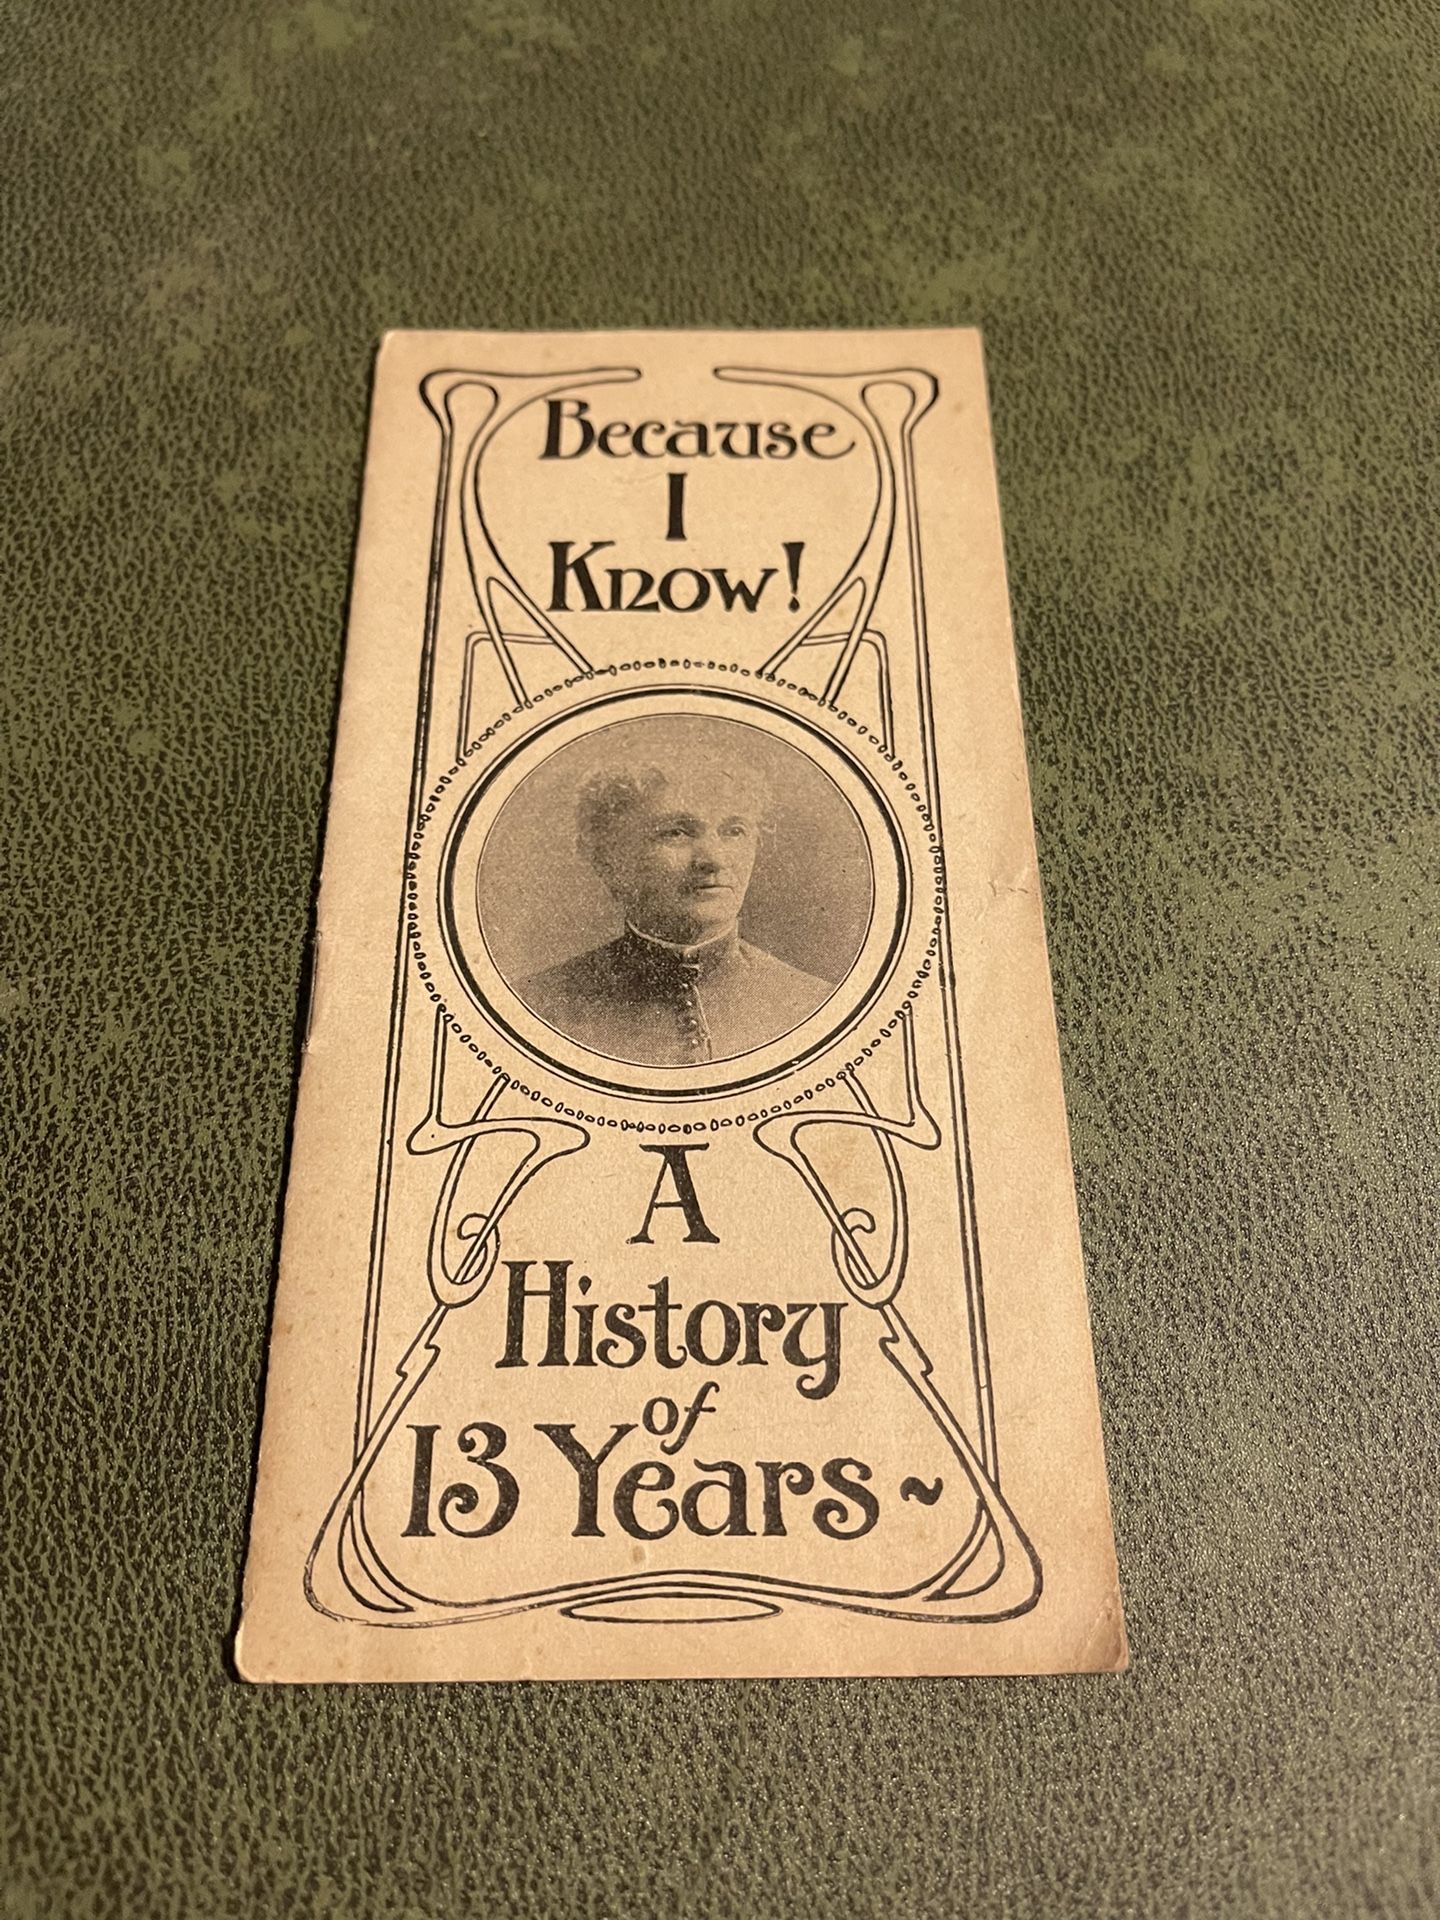 Because
I
Know!
A
History
of
13 Years ~